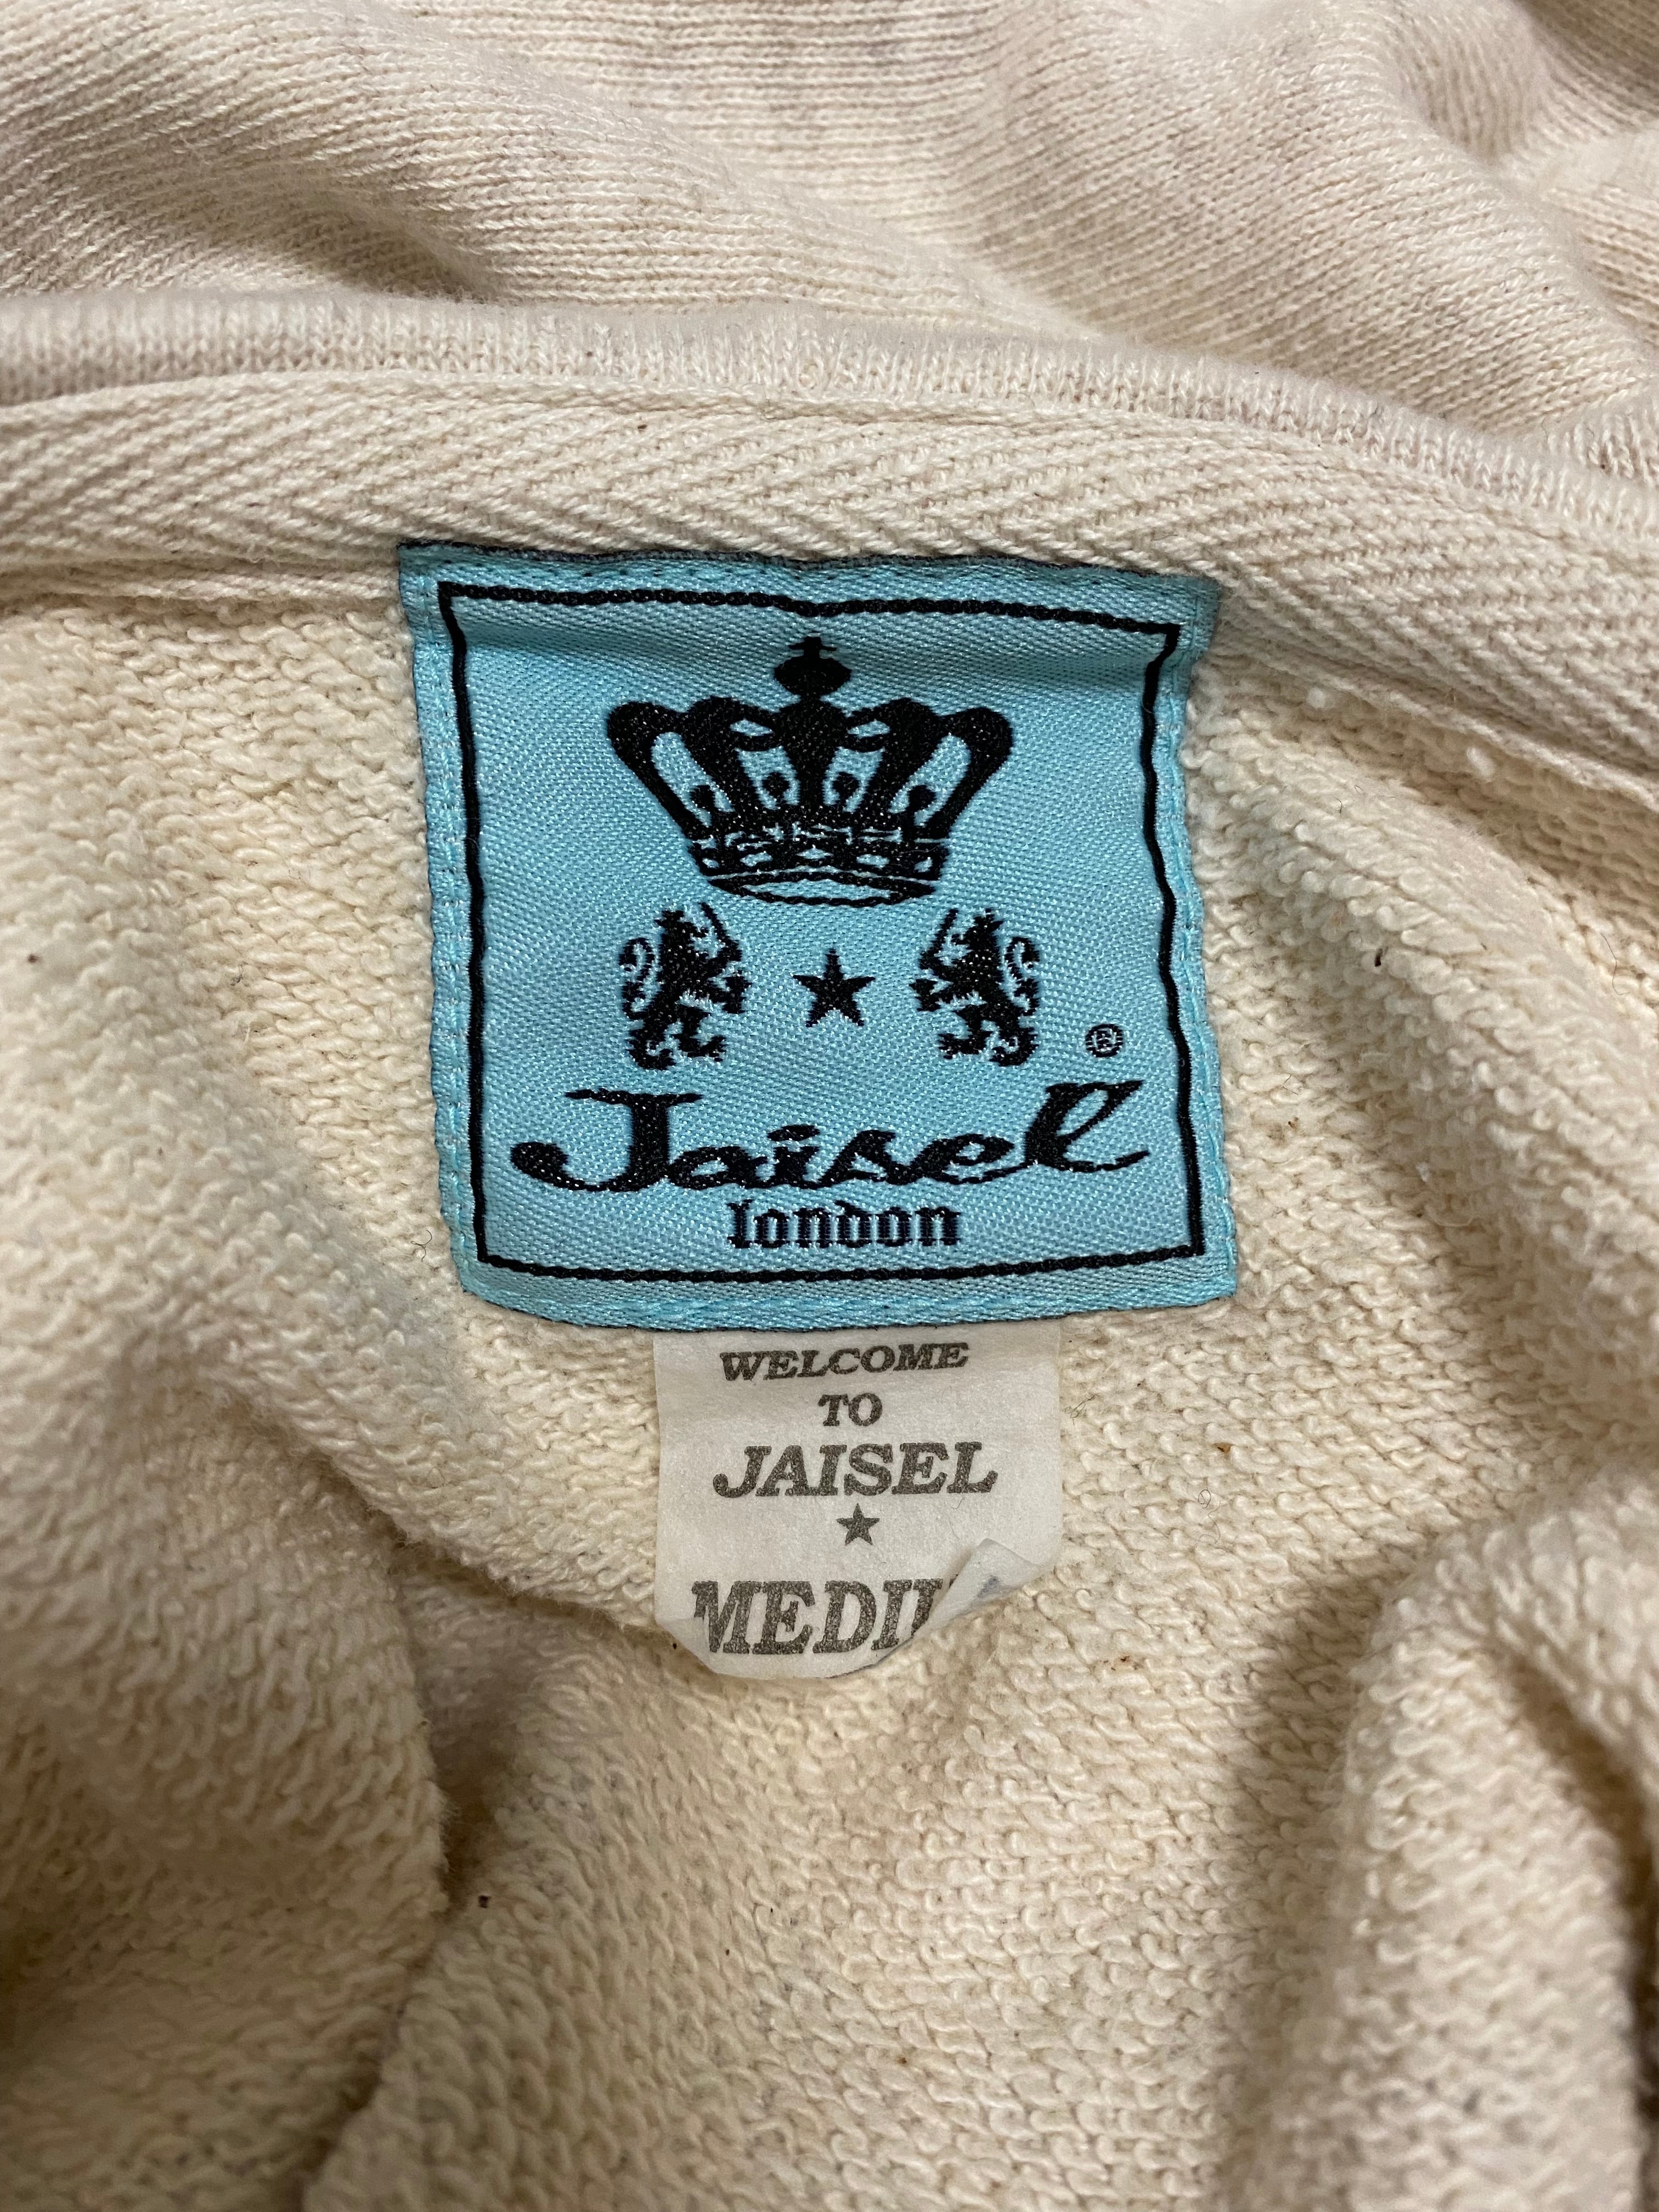 ®
Jaisel
london
WELCOME
TO
JAISEL
★